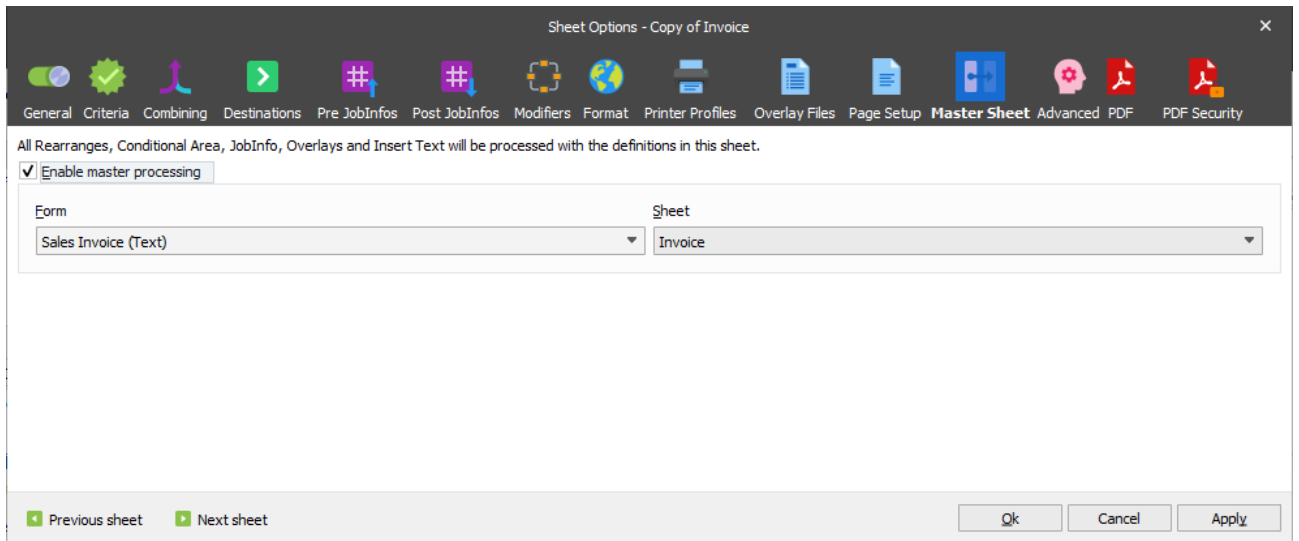 Sheet Options - Copy of Invoice
General Criteria Combining Destinations Pre JobInfos Post JobInfos Modifiers Format Printer Profiles Overlay Files Page Setup Master Sheet Advanced PDF PDF Security
All Rearranges, Conditional Area, JobInfo, Overlays and Insert Text will be processed with the definitions in this sheet.
Enable master processing
Form Sheet
Sales Invoice (Text) Invoice
Previous sheet Next sheet Ok Cancel Apply